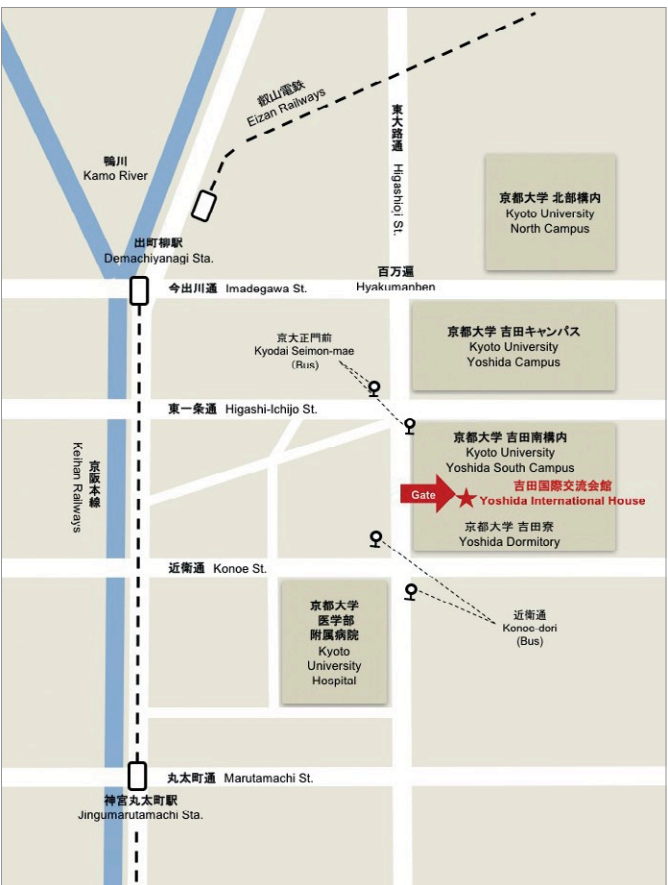 叡山電鉄
Eizan Railways
東大路通 Higashioji St.
鴨川
Kamo River
京都大学 北部構内
Kyoto University
North Campus
出町柳駅
Demachiyanagi Sta.
今出川通 Imadegawa St.
百万遍
Hyakumanben
京大正門前
Kyodai Seimon-mae
(Bus)
京都大学 吉田キャンパス
Kyoto University
Yoshida Campus
東一条通 Higashi-Ichijo St.
京阪本線
Keihan Railways
京都大学 吉田南構内
Kyoto University
Yoshida South Campus
Gate
吉田国際交流会館
Yoshida International House
京都大学 吉田寮
Yoshida Dormitory
近衛通 Konoe St.
京都大学
医学部
附属病院
Kyoto
University
Hospital
近衛通
Konoe-dori
(Bus)
丸太町通 Marutamachi St.
神宮丸太町駅
Jingumarutamachi Sta.